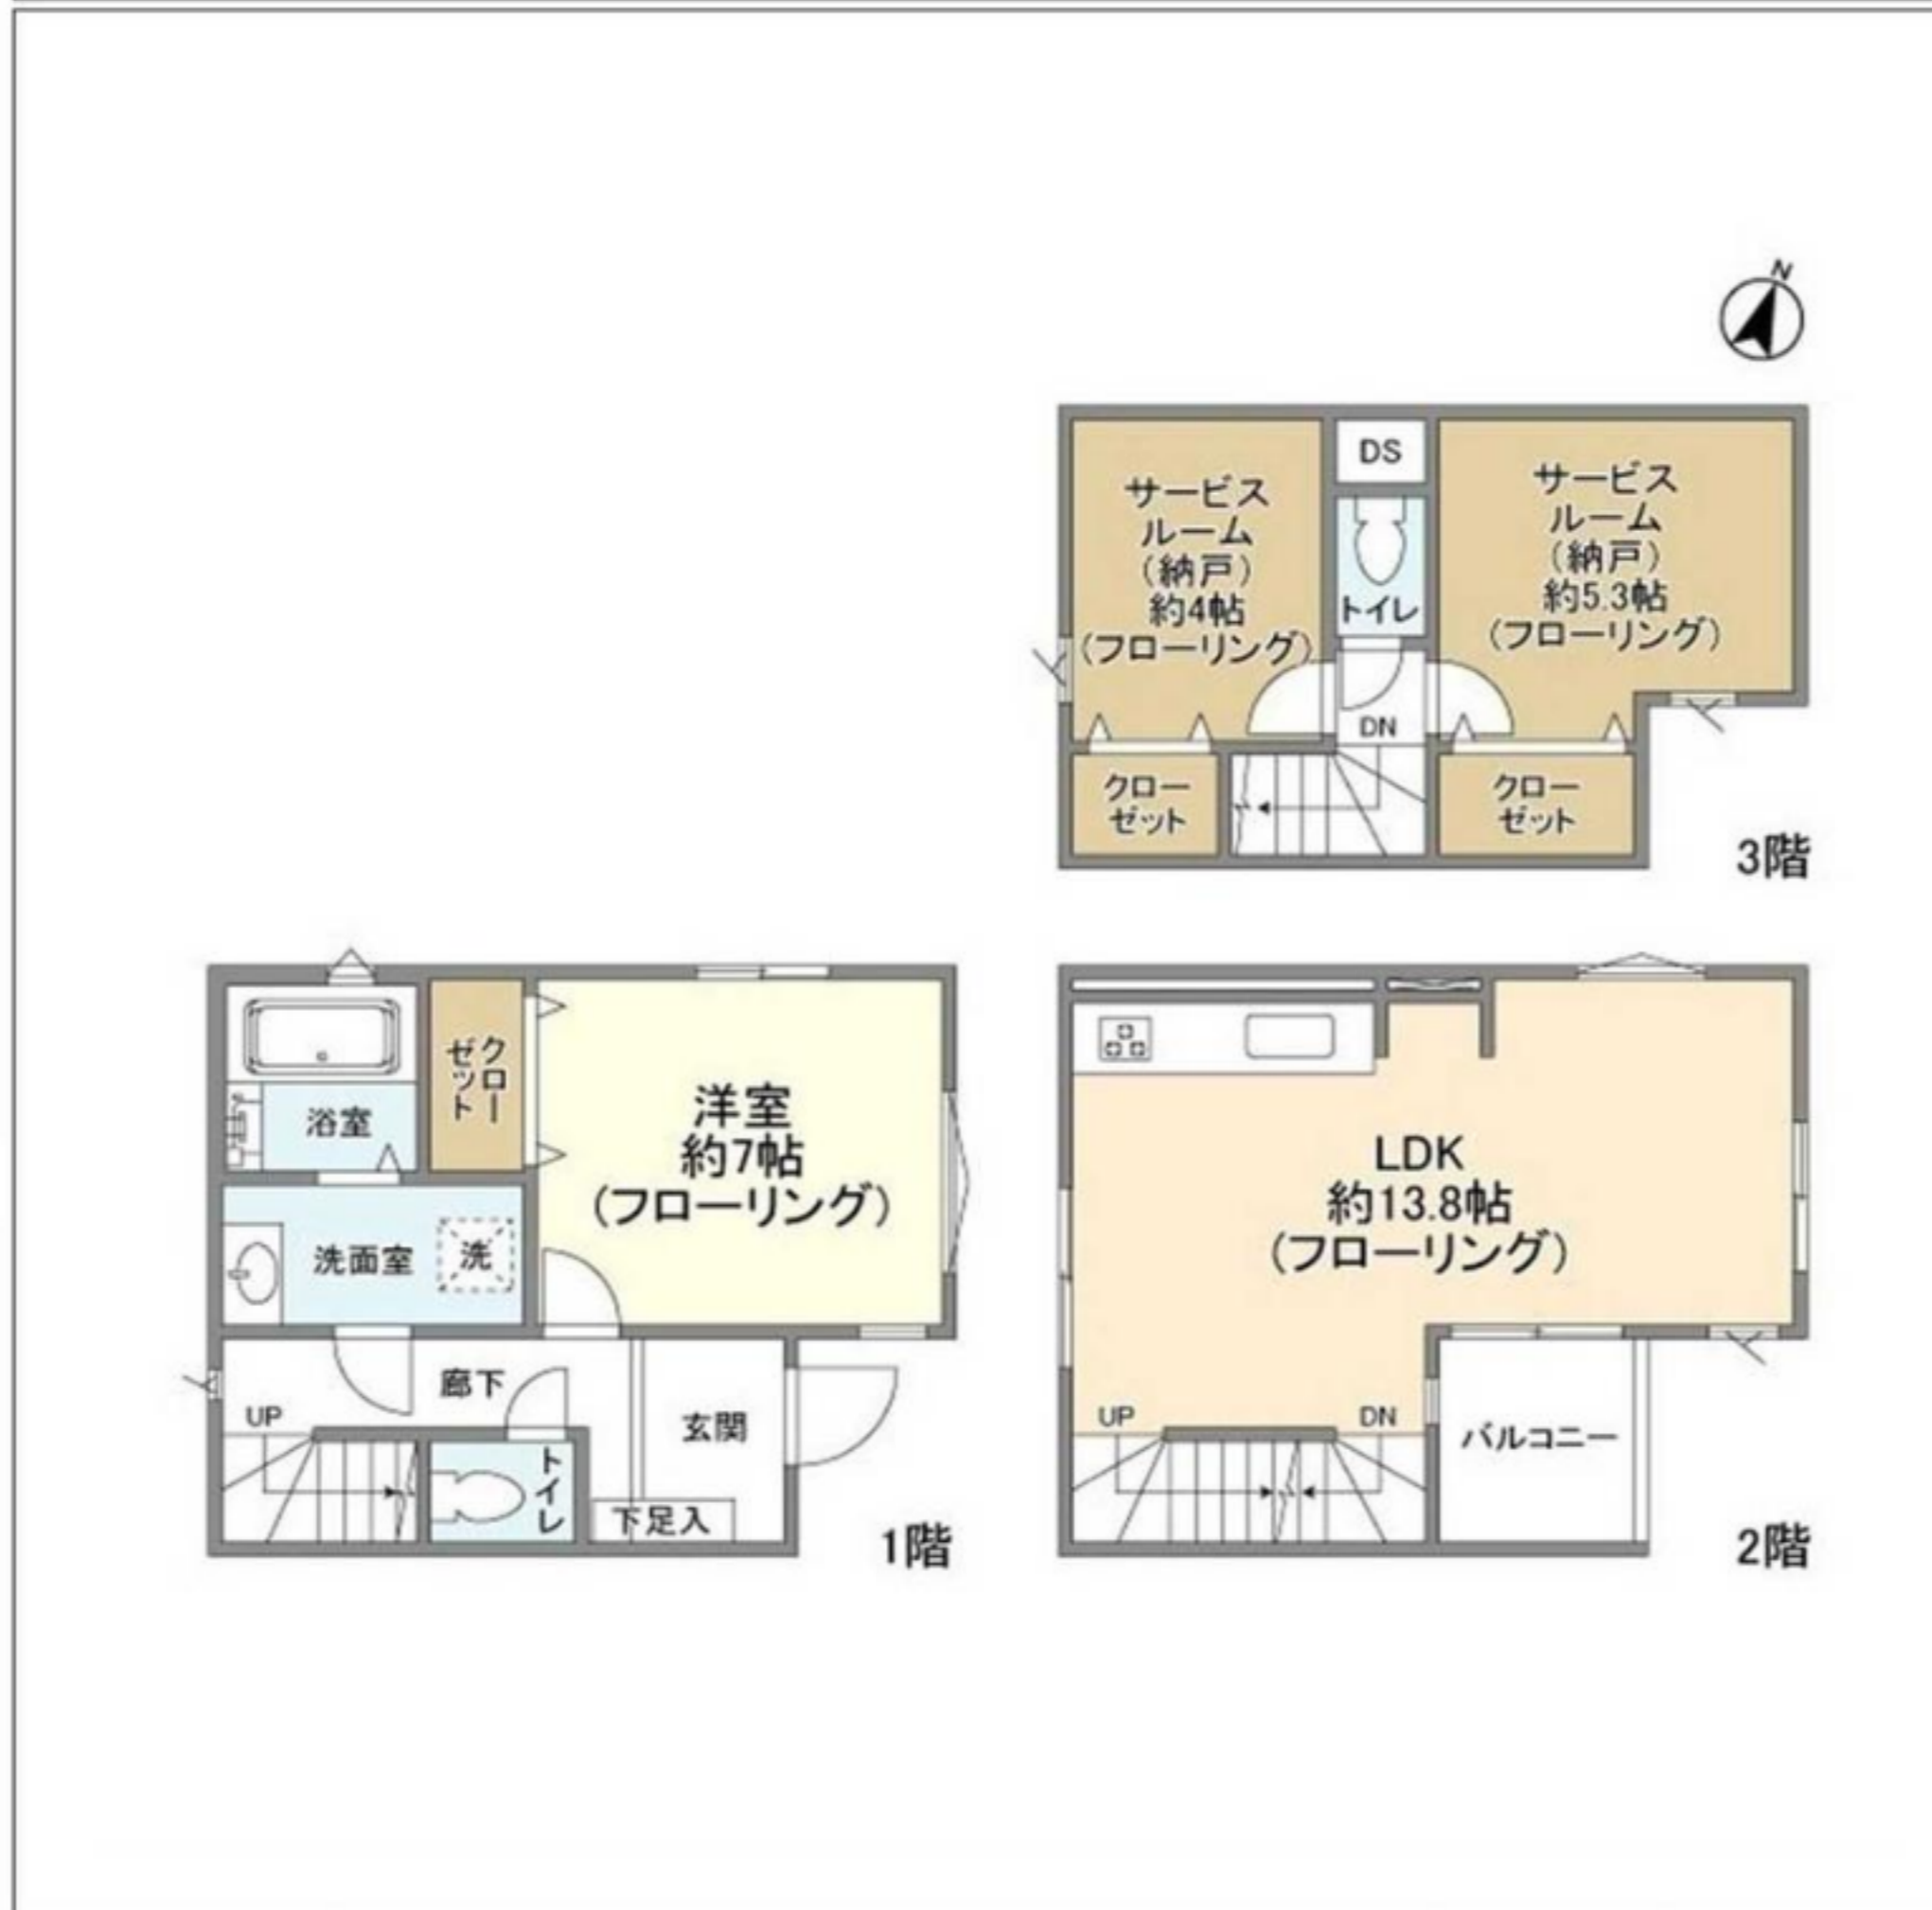 N
サービス
ルーム
(納戸)
約4帖
(フローリング)
DS
トイレ
サービス
ルーム
(納戸)
約5.3帖
(フローリング)
DN
クロー
ゼット
クロー
ゼット
3階
浴室
クロー
ゼット
洋室
約7帖
(フローリング)
洗面室
洗
廊下
UP
玄関
トイレ
下足入
1階
LDK
約13.8帖
(フローリング)
UP
DN
バルコニー
2階